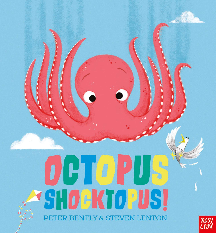 OCTOPUS
SHOCKTOPUS!
PETER BENTLY & STEVEN LENTON